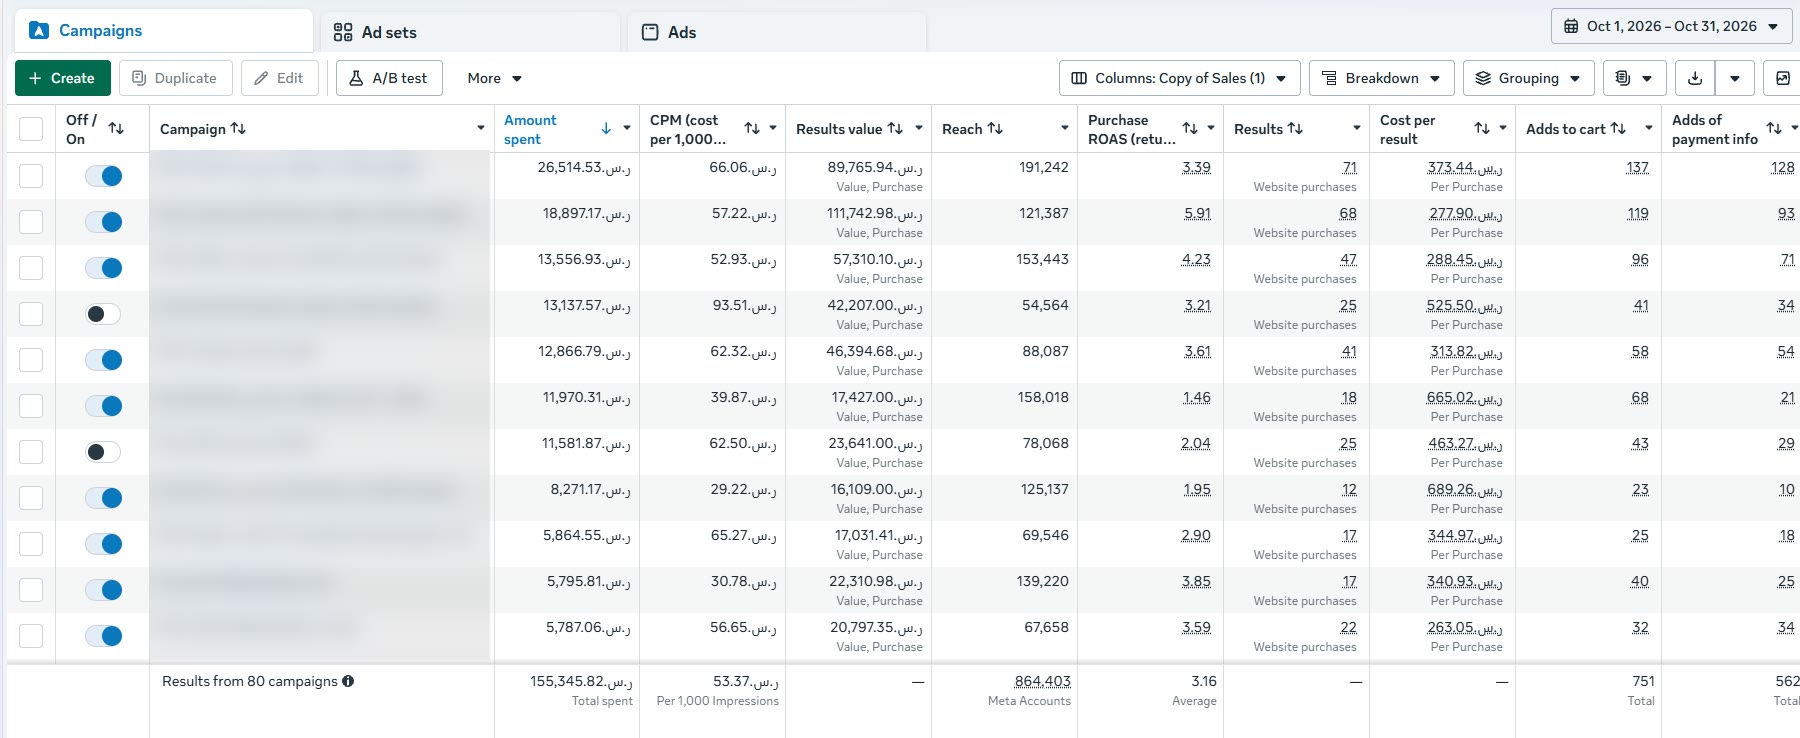 Campaigns
Ad sets
Ads
Oct 1, 2026 – Oct 31, 2026
+ Create
Duplicate
Edit
A/B test
More
Columns: Copy of Sales (1)
Breakdown
Grouping
Off / On
Campaign
Amount spent
CPM (cost per 1,000...
Results value
Reach
Purchase ROAS (retu...
Results
Cost per result
Adds to cart
Adds of payment info
26,514.53.ر.س 66.06.ر.س 89,765.94.ر.س 191,242 3.39 71 373.44.ر.س 137 128
Value, Purchase Website purchases Per Purchase
18,897.17.ر.س 57.22.ر.س 111,742.98.ر.س 121,387 5.91 68 277.90.ر.س 119 93
Value, Purchase Website purchases Per Purchase
13,556.93.ر.س 52.93.ر.س 57,310.10.ر.س 153,443 4.23 47 288.45.ر.س 96 71
Value, Purchase Website purchases Per Purchase
13,137.57.ر.س 93.51.ر.س 42,207.00.ر.س 54,564 3.21 25 525.50.ر.س 41 34
Value, Purchase Website purchases Per Purchase
12,866.79.ر.س 62.32.ر.س 46,394.68.ر.س 88,087 3.61 41 313.82.ر.س 58 54
Value, Purchase Website purchases Per Purchase
11,970.31.ر.س 39.87.ر.س 17,427.00.ر.س 158,018 1.46 18 665.02.ر.س 68 21
Value, Purchase Website purchases Per Purchase
11,581.87.ر.س 62.50.ر.س 23,641.00.ر.س 78,068 2.04 25 463.27.ر.س 43 29
Value, Purchase Website purchases Per Purchase
8,271.17.ر.س 29.22.ر.س 16,109.00.ر.س 125,137 1.95 12 689.26.ر.س 23 10
Value, Purchase Website purchases Per Purchase
5,864.55.ر.س 65.27.ر.س 17,031.41.ر.س 69,546 2.90 17 344.97.ر.س 25 18
Value, Purchase Website purchases Per Purchase
5,795.81.ر.س 30.78.ر.س 22,310.98.ر.س 139,220 3.85 17 340.93.ر.س 40 25
Value, Purchase Website purchases Per Purchase
5,787.06.ر.س 56.65.ر.س 20,797.35.ر.س 67,658 3.59 22 263.05.ر.س 32 34
Value, Purchase Website purchases Per Purchase
Results from 80 campaigns 155,345.82.ر.س 53.37.ر.س — 864,403 3.16 — — 751 562
Total spent Per 1,000 Impressions Meta Accounts Average Total Total